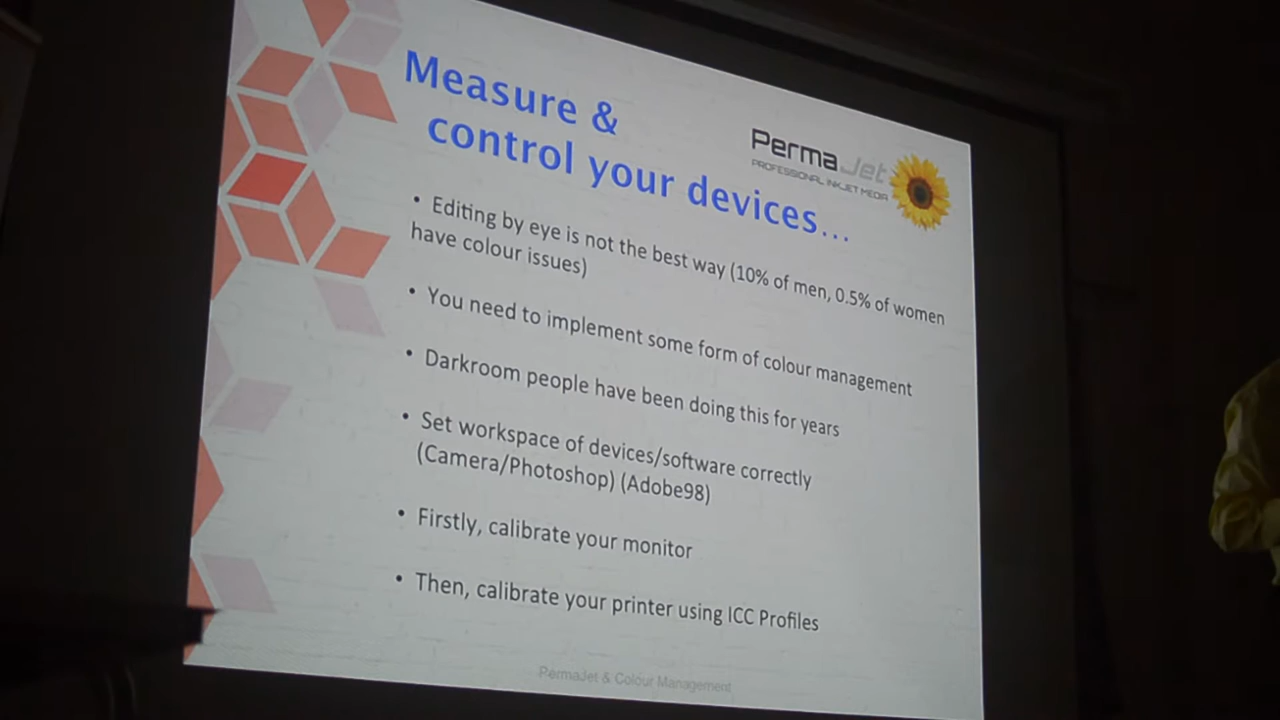 Measure &
control your devices...
PermaJet
PROFESSIONAL INKJET MEDIA
• Editing by eye is not the best way (10% of men, 0.5% of women
have colour issues)
• You need to implement some form of colour management
• Darkroom people have been doing this for years
• Set workspace of devices/software correctly
(Camera/Photoshop) (Adobe98)
• Firstly, calibrate your monitor
• Then, calibrate your printer using ICC Profiles
PermaJet & Colour Management